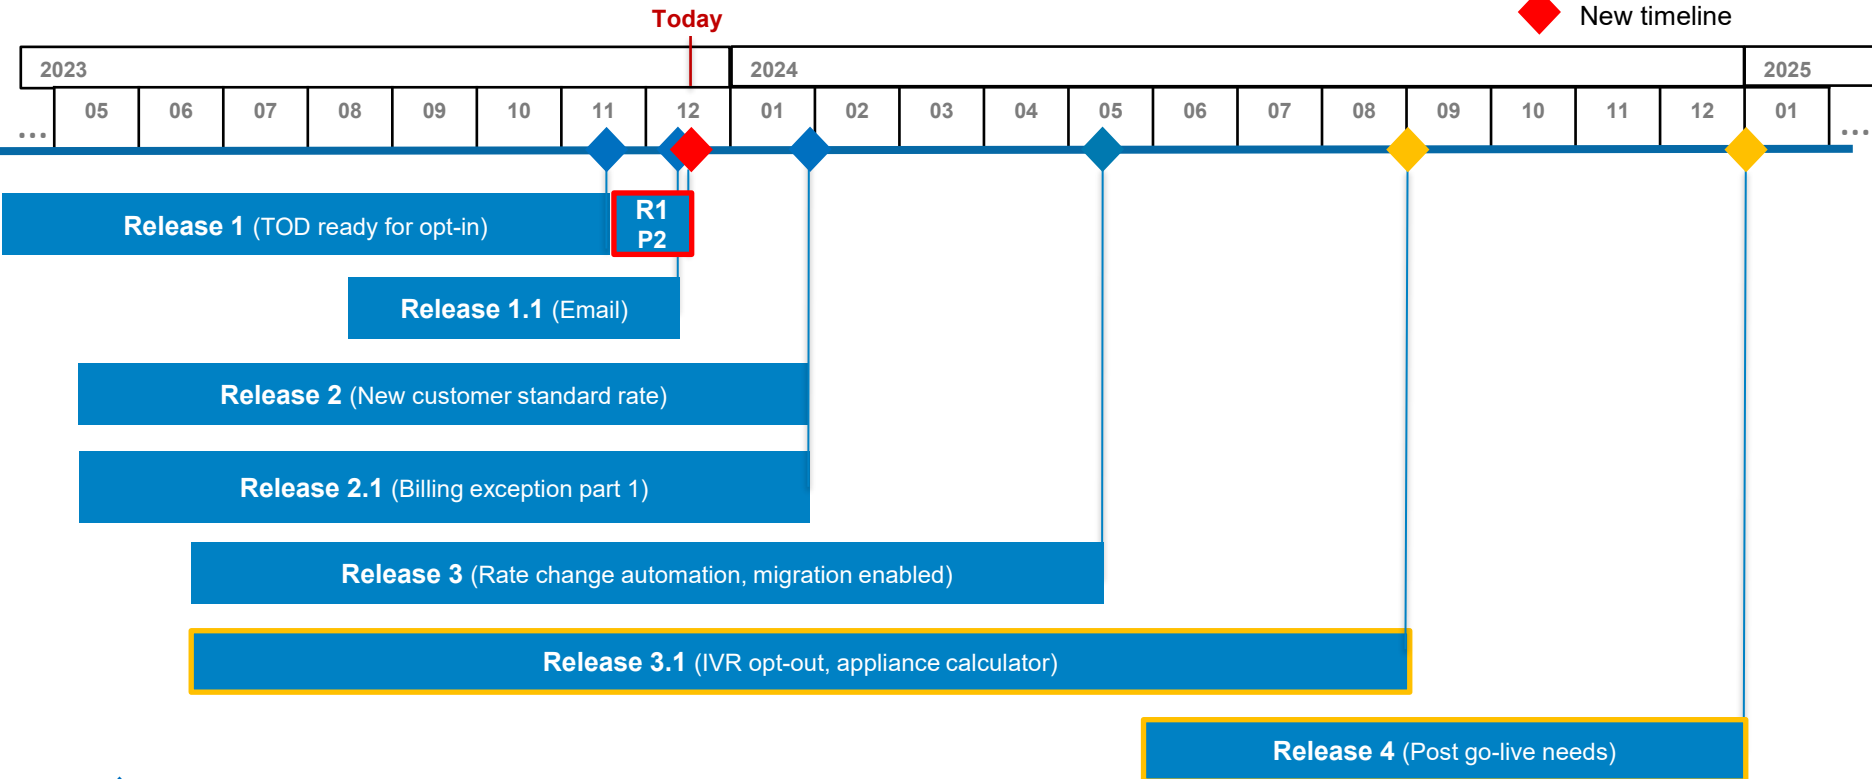 Today
New timeline
2023 2024 2025
... 05 06 07 08 09 10 11 12 01 02 03 04 05 06 07 08 09 10 11 12 01 ...
Release 1 (TOD ready for opt-in)
R1
P2
Release 1.1 (Email)
Release 2 (New customer standard rate)
Release 2.1 (Billing exception part 1)
Release 3 (Rate change automation, migration enabled)
Release 3.1 (IVR opt-out, appliance calculator)
Release 4 (Post go-live needs)